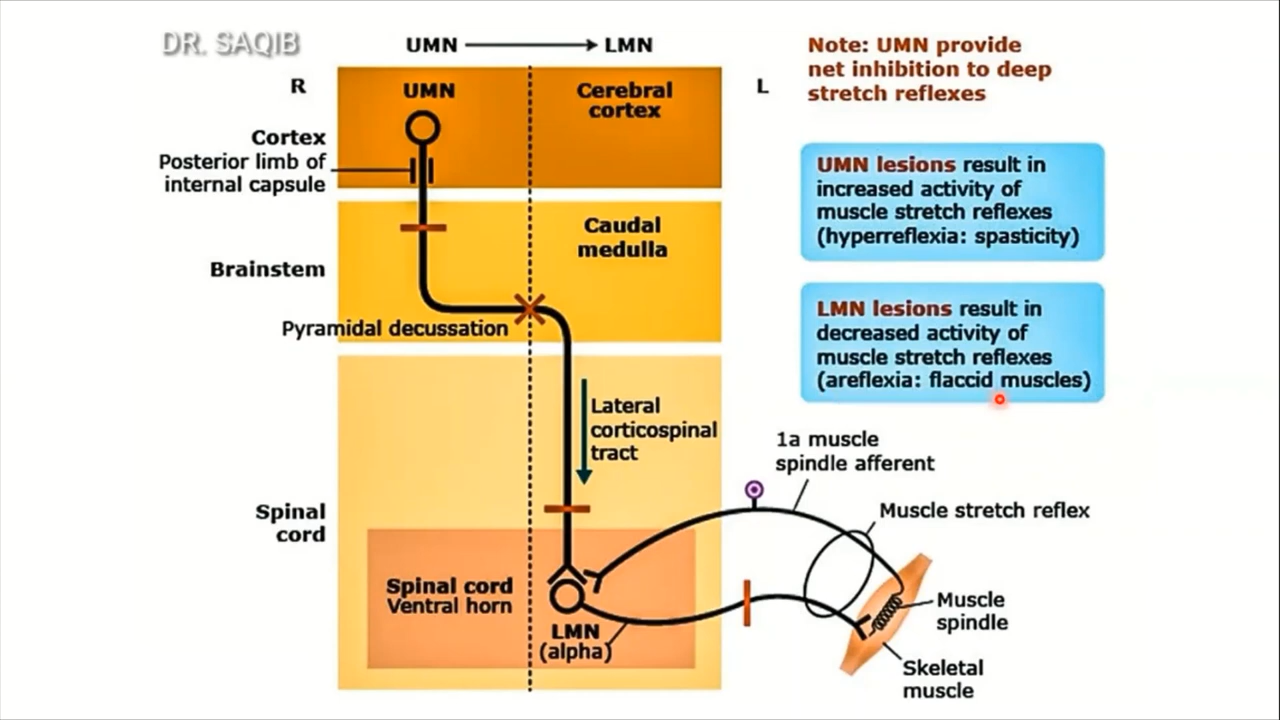 DR. SAQIB
UMN LMN
R
L
UMN
Cerebral
cortex
Cortex
Posterior limb of
internal capsule
Caudal
medulla
Brainstem
Pyramidal decussation
Lateral
corticospinal
tract
Spinal
cord
Spinal cord
Ventral horn
LMN
(alpha)
Note: UMN provide
net inhibition to deep
stretch reflexes
UMN lesions result in
increased activity of
muscle stretch reflexes
(hyperreflexia: spasticity)
LMN lesions result in
decreased activity of
muscle stretch reflexes
(areflexia: flaccid muscles)
1a muscle
spindle afferent
Muscle stretch reflex
Muscle
spindle
Skeletal
muscle